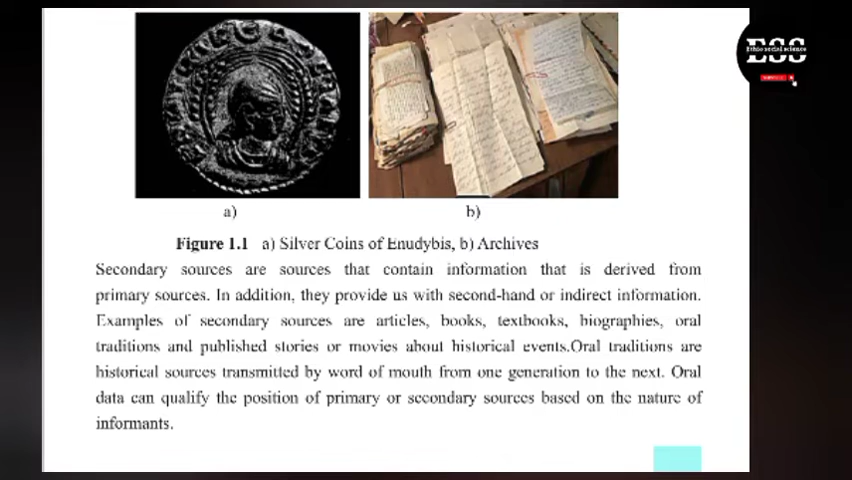 Ethio social science
ESS
a)
b)
Figure 1.1 a) Silver Coins of Enudybis, b) Archives
Secondary sources are sources that contain information that is derived from
primary sources. In addition, they provide us with second-hand or indirect information.
Examples of secondary sources are articles, books, textbooks, biographies, oral
traditions and published stories or movies about historical events.Oral traditions are
historical sources transmitted by word of mouth from one generation to the next. Oral
data can qualify the position of primary or secondary sources based on the nature of
informants.